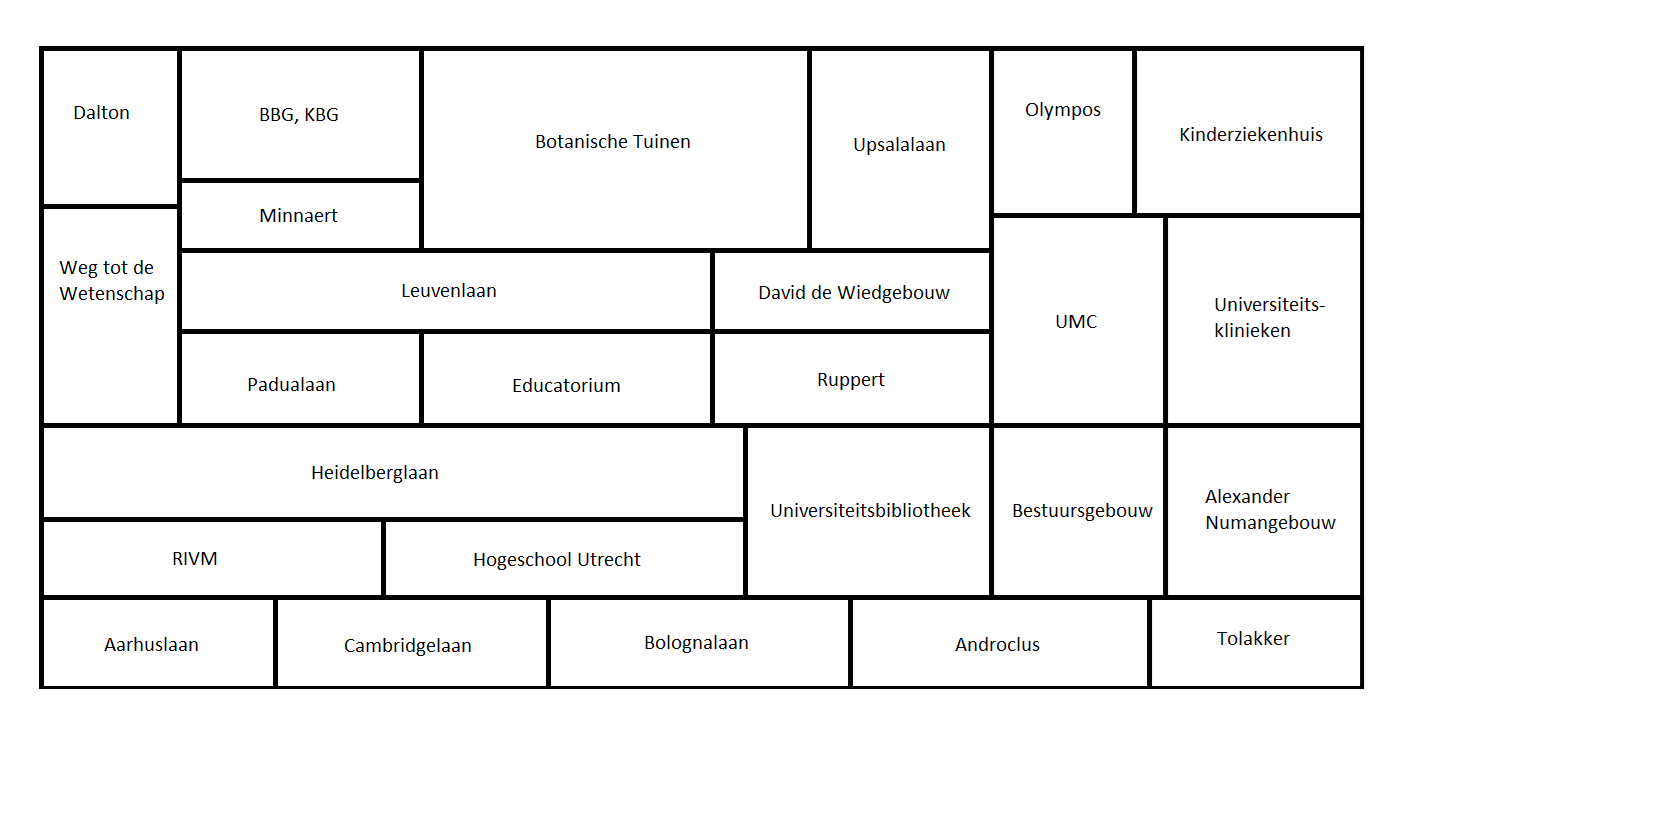 Dalton
BBG, KBG
Botanische Tuinen
Upsalalaan
Olympos
Kinderziekenhuis
Minnaert
Weg tot de
Wetenschap
Leuvenlaan
David de Wiedgebouw
UMC
Universiteits-
klinieken
Padualaan
Educatorium
Ruppert
Heidelberglaan
Universiteitsbibliotheek
Bestuursgebouw
Alexander
Numangebouw
RIVM
Hogeschool Utrecht
Aarhuslaan
Cambridgelaan
Bolognalaan
Androclus
Tolakker